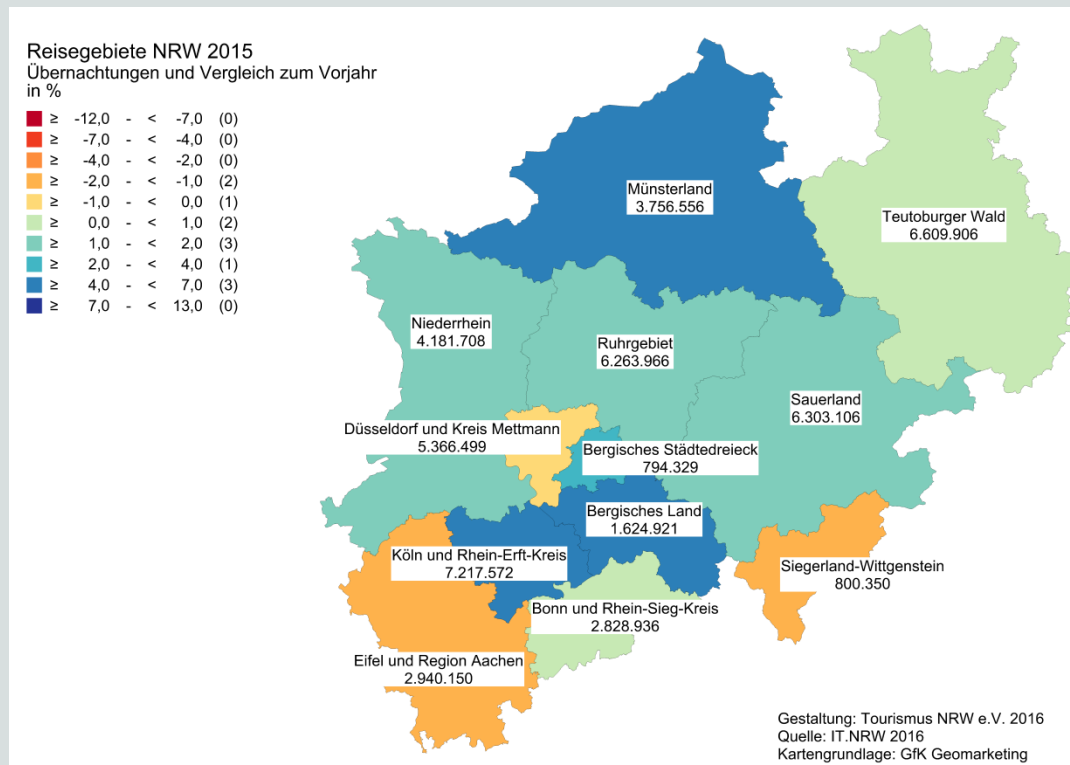 Reisegebiete NRW 2015
Übernachtungen und Vergleich zum Vorjahr
in %
≥ -12,0 - < -7,0 (0)
≥ -7,0 - < -4,0 (0)
≥ -4,0 - < -2,0 (0)
≥ -2,0 - < -1,0 (2)
≥ -1,0 - < 0,0 (1)
≥ 0,0 - < 1,0 (2)
≥ 1,0 - < 2,0 (3)
≥ 2,0 - < 4,0 (1)
≥ 4,0 - < 7,0 (3)
≥ 7,0 - < 13,0 (0)
Münsterland
3.756.556
Teutoburger Wald
6.609.906
Niederrhein
4.181.708
Ruhrgebiet
6.263.966
Sauerland
6.303.106
Düsseldorf und Kreis Mettmann
5.366.499
Bergisches Städtedreieck
794.329
Bergisches Land
1.624.921
Köln und Rhein-Erft-Kreis
7.217.572
Siegerland-Wittgenstein
800.350
Bonn und Rhein-Sieg-Kreis
2.828.936
Eifel und Region Aachen
2.940.150
Gestaltung: Tourismus NRW e.V. 2016
Quelle: IT.NRW 2016
Kartengrundlage: GfK Geomarketing